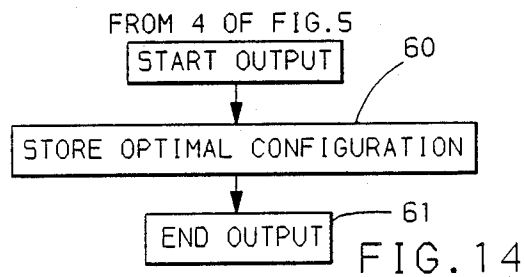 FROM 4 OF FIG.5
START OUTPUT
60
STORE OPTIMAL CONFIGURATION
END OUTPUT
61
FIG.14